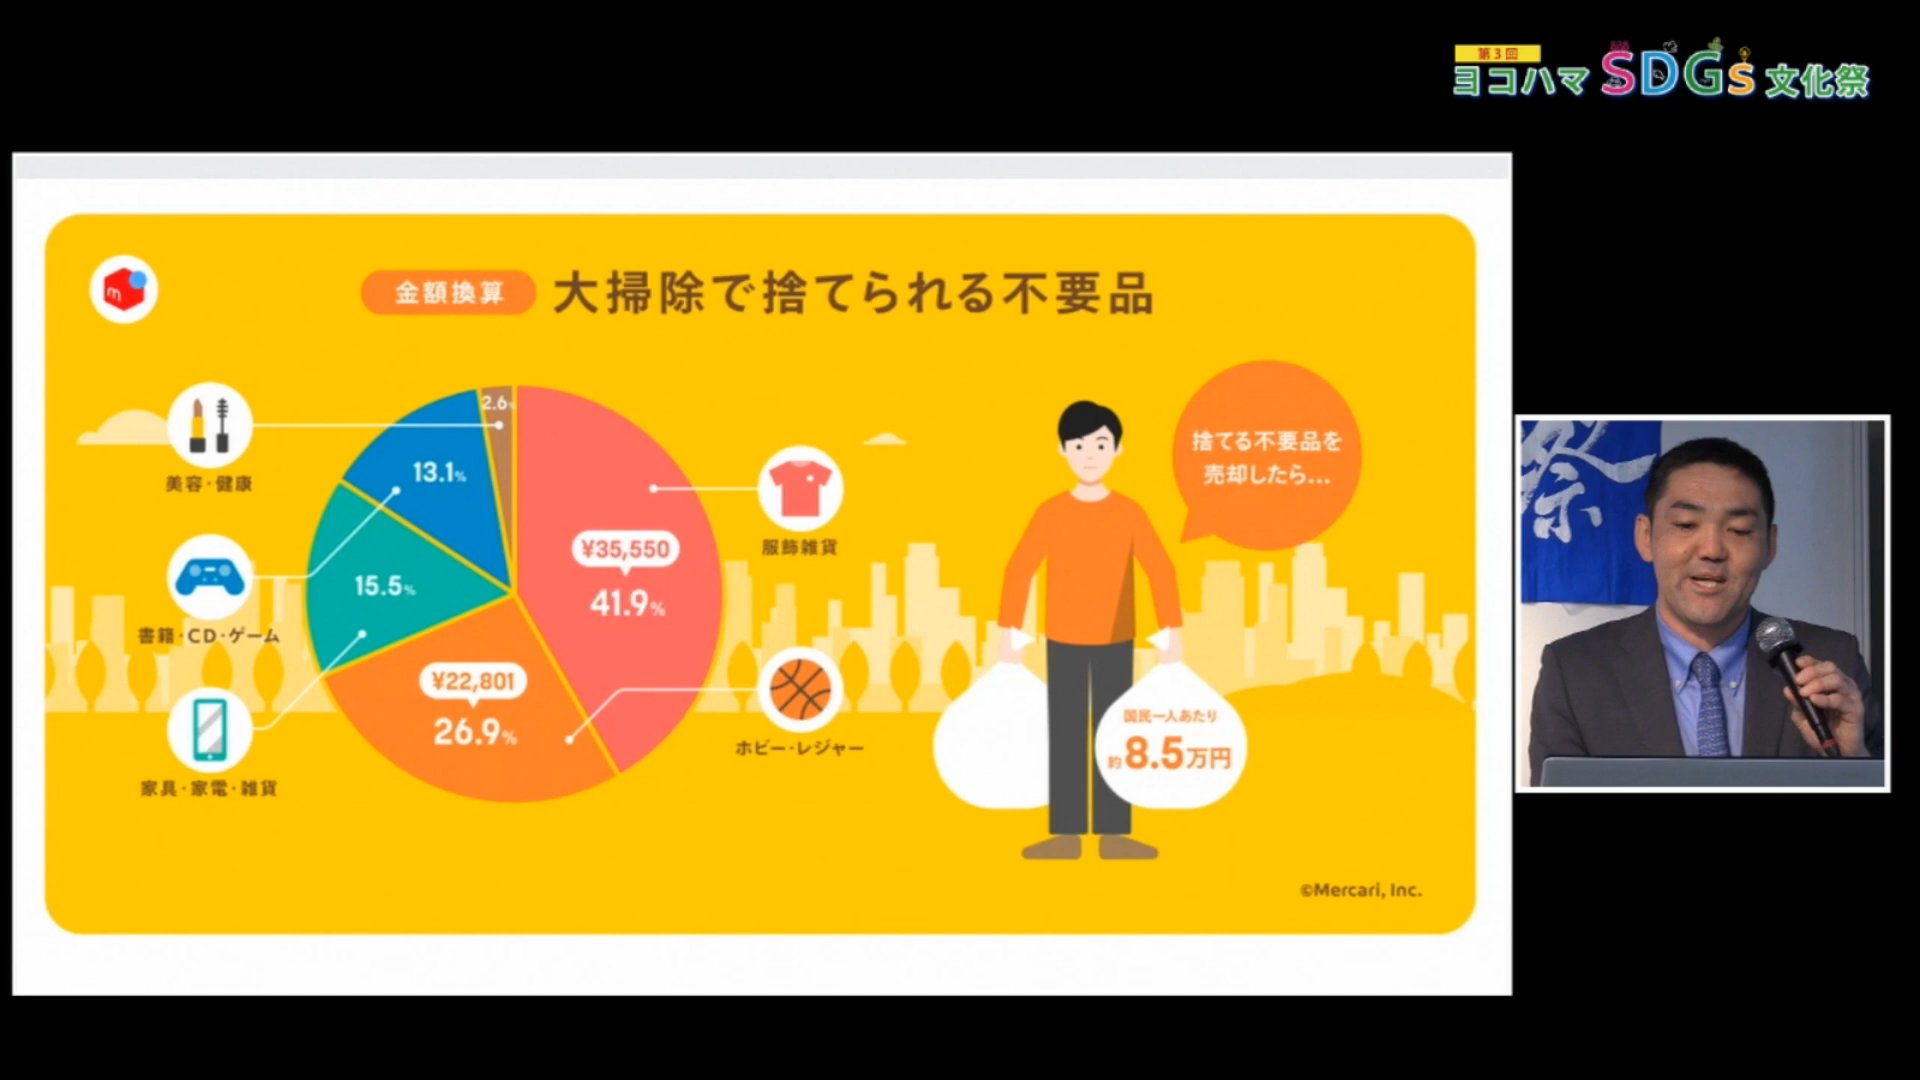 第3回
ヨコハマ SDGs 文化祭
m
金額換算 大掃除で捨てられる不要品
美容・健康
書籍・CD・ゲーム
家具・家電・雑貨
2.6%
13.1%
15.5%
¥35,550
41.9%
¥22,801
26.9%
服飾雑貨
ホビー・レジャー
捨てる不要品を
売却したら…
国民一人あたり
約8.5万円
©Mercari, Inc.
祭